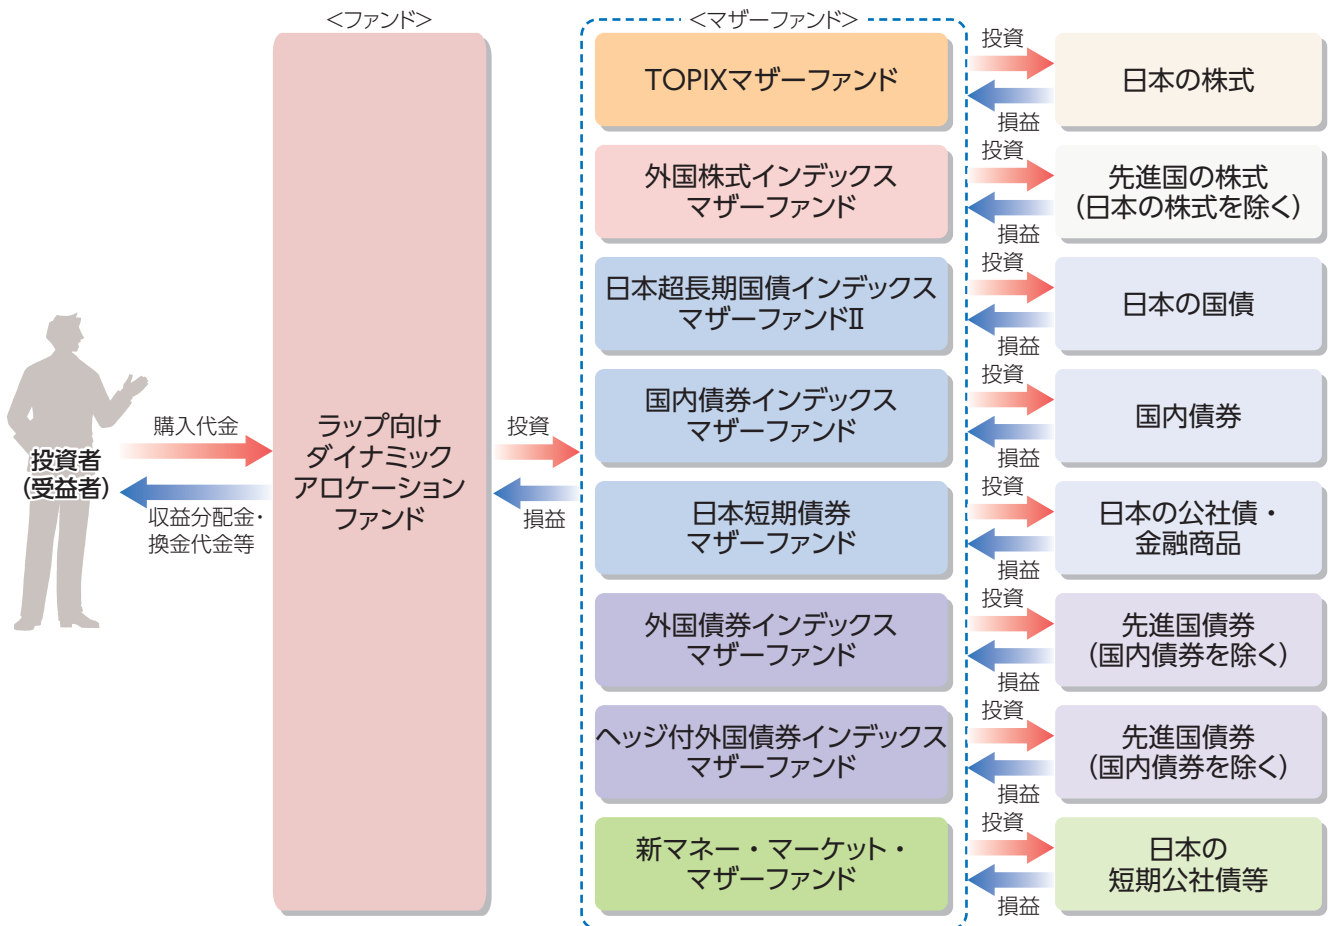 <ファンド>
<マザーファンド>
投資者
(受益者)
購入代金
収益分配金・
換金代金等
ラップ向け
ダイナミック
アロケーション
ファンド
投資
損益
TOPIXマザーファンド
投資
損益
日本の株式
外国株式インデックス
マザーファンド
投資
損益
先進国の株式
(日本の株式を除く)
日本超長期国債インデックス
マザーファンドⅡ
投資
損益
日本の国債
国内債券インデックス
マザーファンド
投資
損益
国内債券
日本短期債券
マザーファンド
投資
損益
日本の公社債・
金融商品
外国債券インデックス
マザーファンド
投資
損益
先進国債券
(国内債券を除く)
ヘッジ付外国債券インデックス
マザーファンド
投資
損益
先進国債券
(国内債券を除く)
新マネー・マーケット・
マザーファンド
投資
損益
日本の
短期公社債等